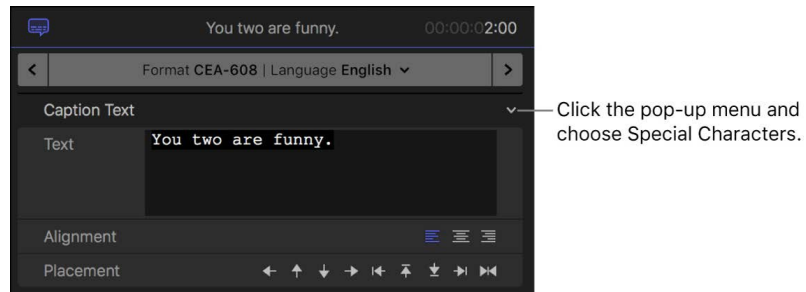 You two are funny. 00:00:02:00
Format CEA-608 | Language English
Caption Text
Click the pop-up menu and
choose Special Characters.
Text
You two are funny.
Alignment
Placement